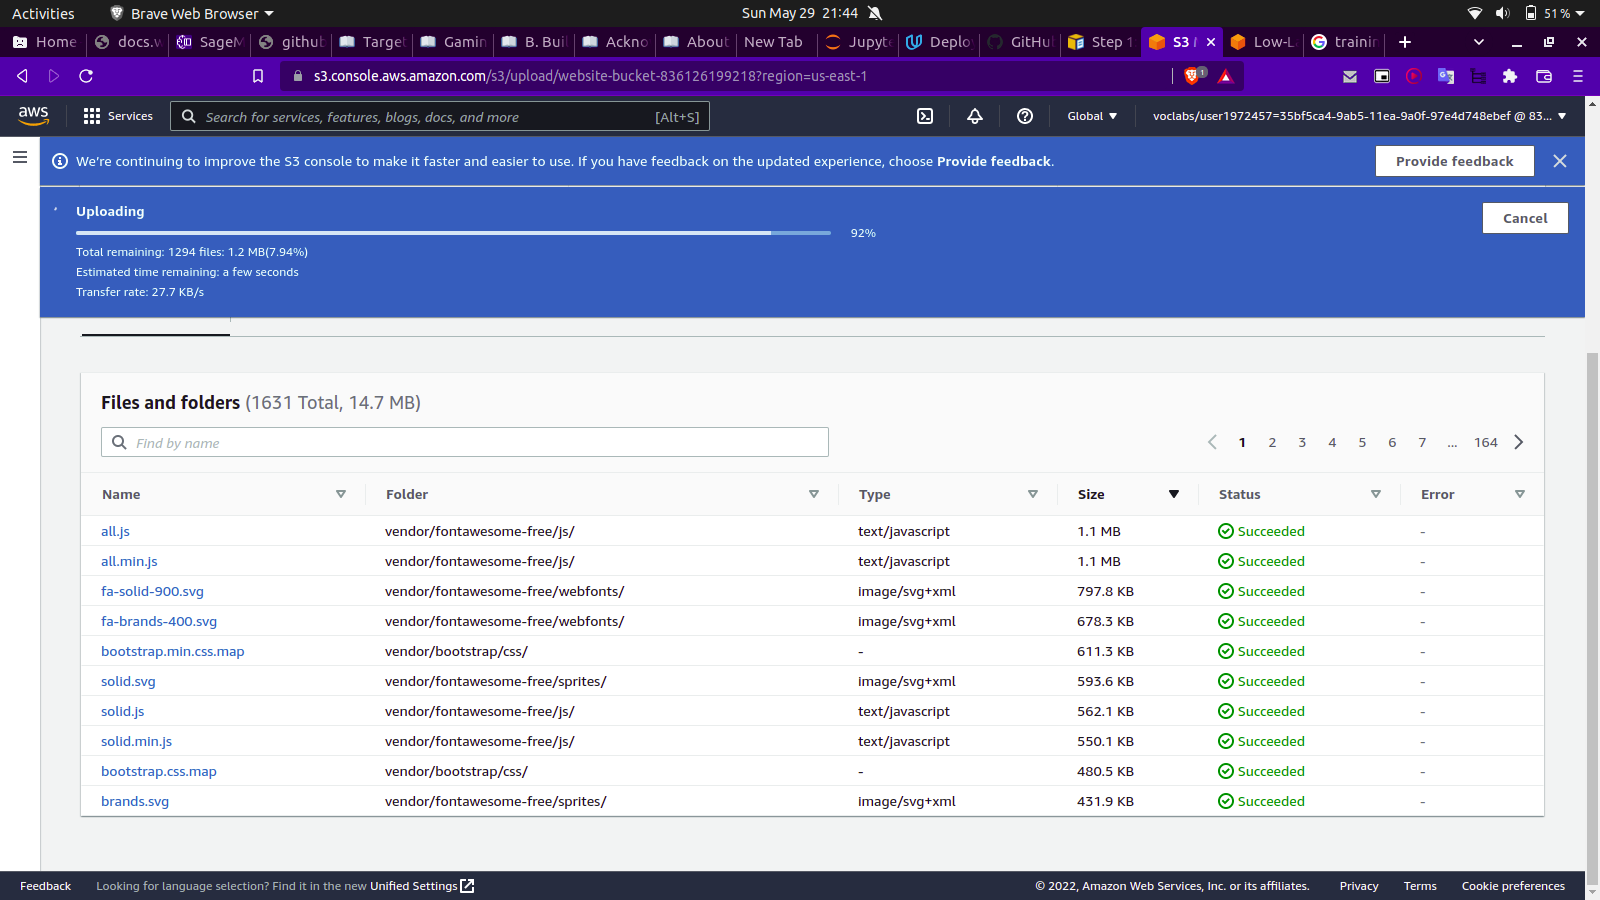 Activities
Brave Web Browser
Sun May 29 21:44
51%
Home
docs.w
SageM
github
Target
Gamin
B. Buil
Ackno
About
New Tab
Jupyte
Deploy
GitHub
Step 1
S3 M
Low-L
trainin
s3.console.aws.amazon.com/s3/upload/website-bucket-836126199218?region=us-east-1
1
aws
Services
Search for services, features, blogs, docs, and more
[Alt+S]
Global
voclabs/user1972457=35bf5ca4-9ab5-11ea-9a0f-97e4d748ebef @ 83...
We're continuing to improve the S3 console to make it faster and easier to use. If you have feedback on the updated experience, choose Provide feedback.
Provide feedback
Uploading
Cancel
92%
Total remaining: 1294 files: 1.2 MB(7.94%)
Estimated time remaining: a few seconds
Transfer rate: 27.7 KB/s
Files and folders (1631 Total, 14.7 MB)
Find by name
1 2 3 4 5 6 7 ... 164
Name Folder Type Size Status Error
all.js vendor/fontawesome-free/js/ text/javascript 1.1 MB Succeeded -
all.min.js vendor/fontawesome-free/js/ text/javascript 1.1 MB Succeeded -
fa-solid-900.svg vendor/fontawesome-free/webfonts/ image/svg+xml 797.8 KB Succeeded -
fa-brands-400.svg vendor/fontawesome-free/webfonts/ image/svg+xml 678.3 KB Succeeded -
bootstrap.min.css.map vendor/bootstrap/css/ - 611.3 KB Succeeded -
solid.svg vendor/fontawesome-free/sprites/ image/svg+xml 593.6 KB Succeeded -
solid.js vendor/fontawesome-free/js/ text/javascript 562.1 KB Succeeded -
solid.min.js vendor/fontawesome-free/js/ text/javascript 550.1 KB Succeeded -
bootstrap.css.map vendor/bootstrap/css/ - 480.5 KB Succeeded -
brands.svg vendor/fontawesome-free/sprites/ image/svg+xml 431.9 KB Succeeded -
Feedback
Looking for language selection? Find it in the new Unified Settings
© 2022, Amazon Web Services, Inc. or its affiliates.
Privacy
Terms
Cookie preferences